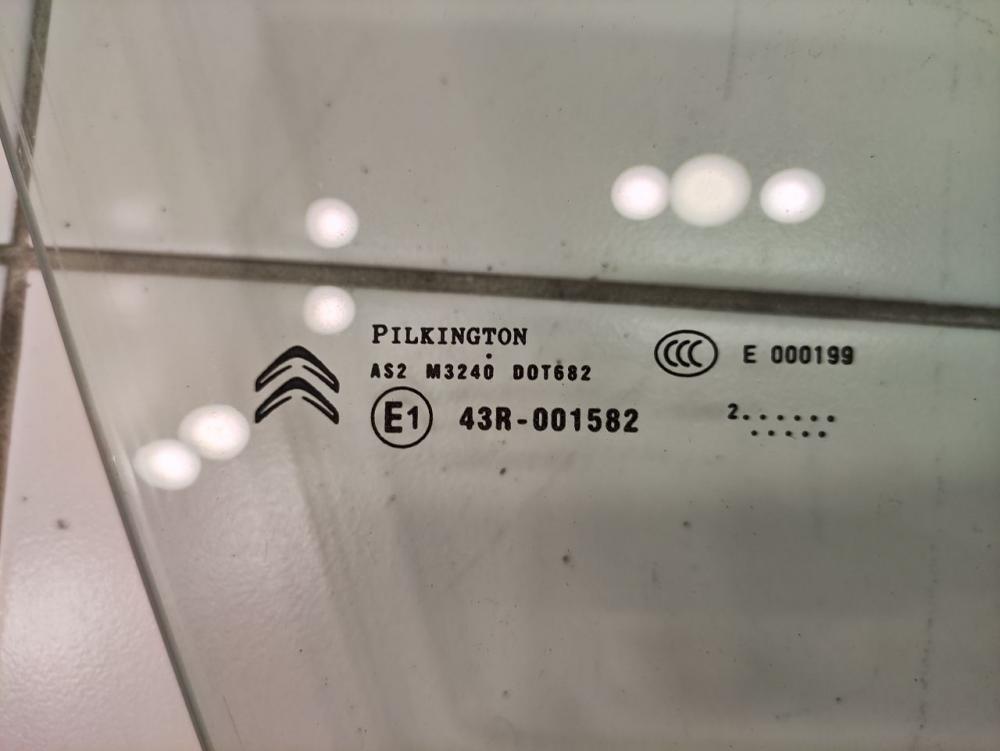 PILKINGTON
AS2 M3240 DOT682
E1 43R-001582
CCC E 000199
2. . . . . .
. . . . .